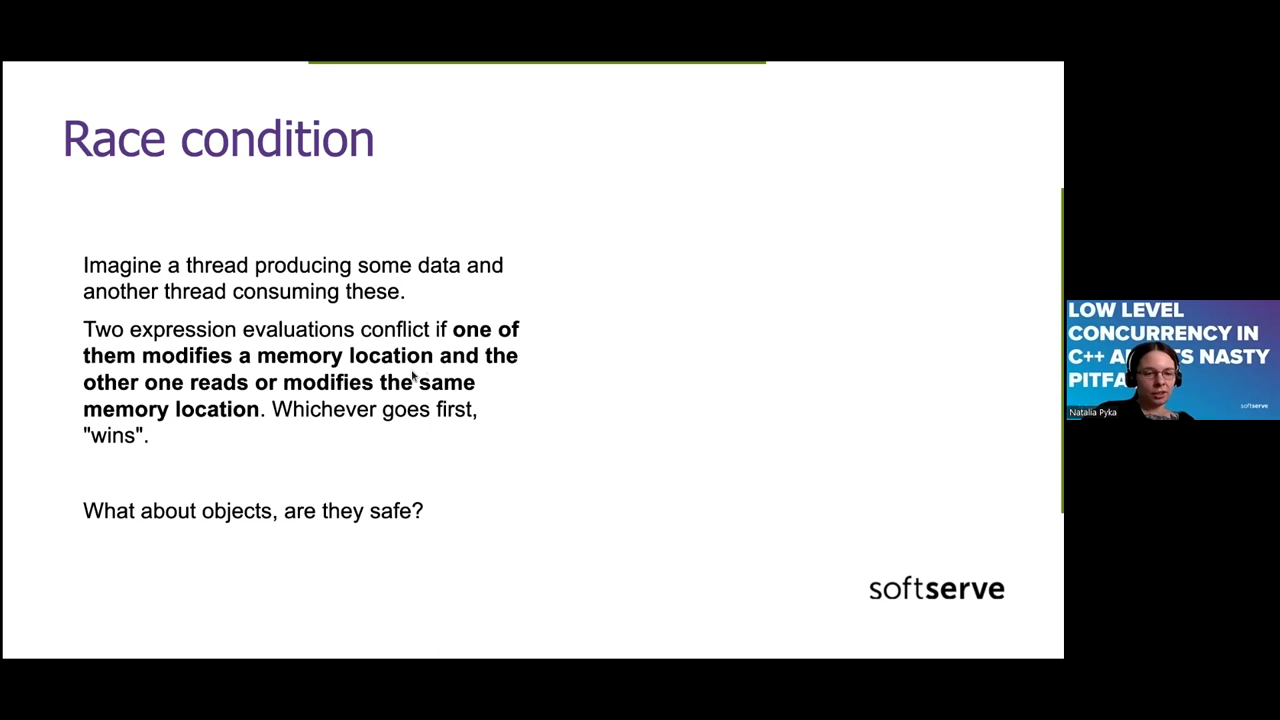 Race condition
Imagine a thread producing some data and
another thread consuming these.
Two expression evaluations conflict if one of
them modifies a memory location and the
other one reads or modifies the same
memory location. Whichever goes first,
"wins".
What about objects, are they safe?
softserve
LOW LEVEL
CONCURRENCY IN
C++ NASTY
softserve
Natalia Pyka